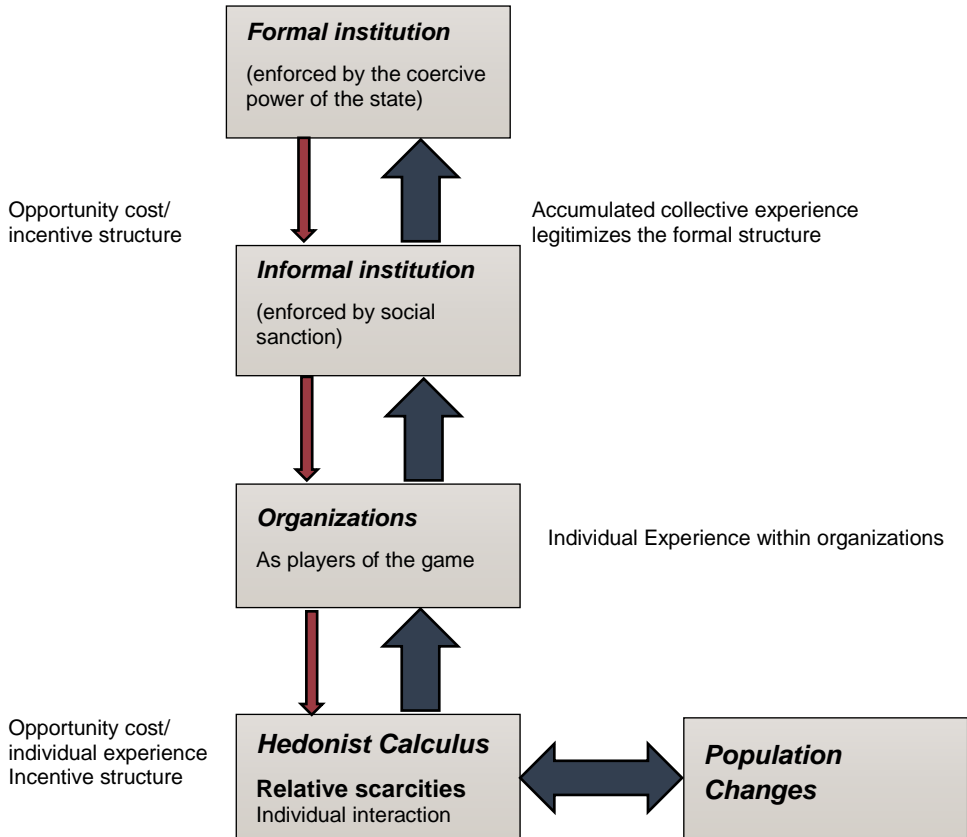 Formal institution
(enforced by the coercive
power of the state)
Opportunity cost/
incentive structure
Accumulated collective experience
legitimizes the formal structure
Informal institution
(enforced by social
sanction)
Organizations
As players of the game
Individual Experience within organizations
Opportunity cost/
individual experience
Incentive structure
Hedonist Calculus
Relative scarcities
Individual interaction
Population
Changes